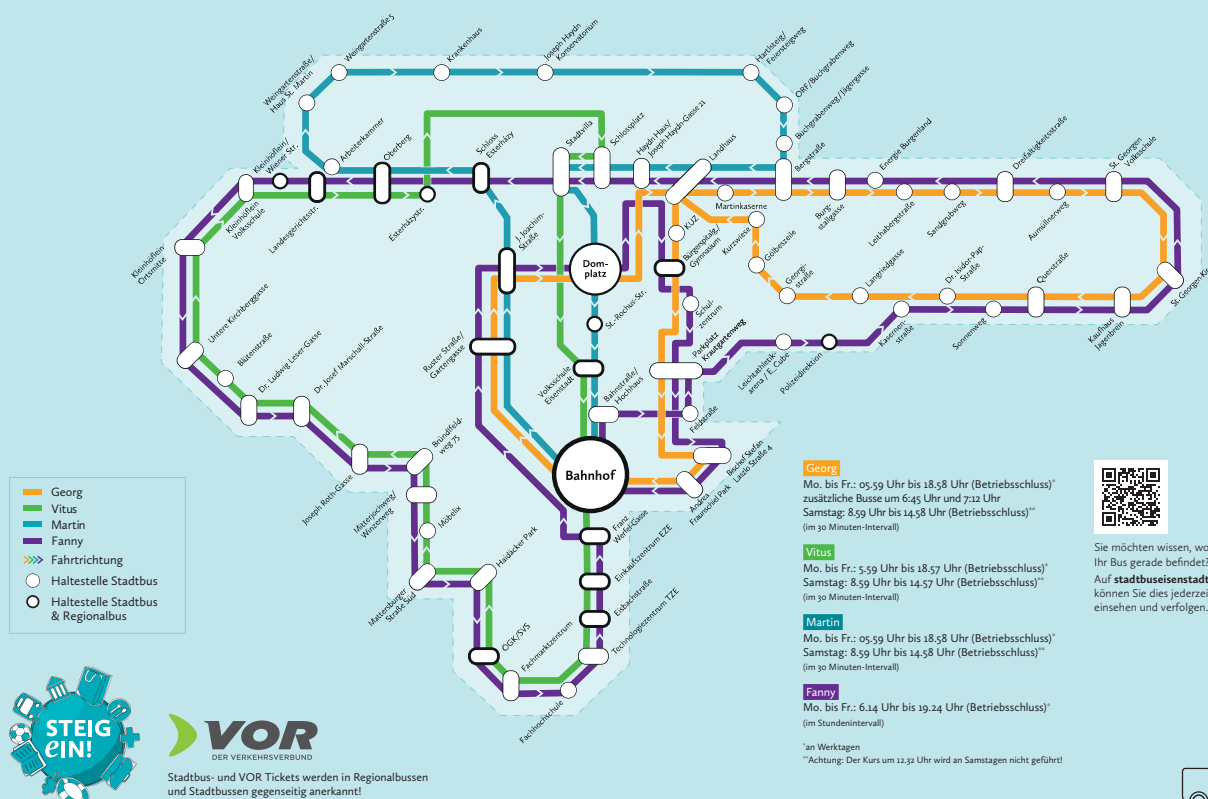 Weingartenstraße 5
Krankenhaus
Joseph Haydn
Konservatorium
Hartlsteig/
Feiersteigweg
ORF/Buchgrabenweg
Buchgrabenweg/Jägergasse
Weingartenstraße/
Haus St. Martin
Arbeiterkammer
Oberberg
Schloss
Esterházy
Stadtvilla
Schlossplatz
Haydn Haus/
Joseph Haydn-Gasse 21
Landhaus
Bergstraße
Energie Burgenland
Dreifaltigkeitsstraße
St. Georgen
Volksschule
Kleinhöflein/
Wiener Str.
Kleinhöflein
Volksschule
Landesgerichtsstr.
Esterházystr.
Kleinhöflein
Ortsmitte
Martinkaserne
KUZ
Kurzwiese
Burg-
stallgasse
Leithabergstraße
Sandgrubweg
Aumüllnerweg
J. Joachim-
Straße
Dom-
platz
Bürgerspitalg/
Gymnasium
Gölbeszeile
Georgi-
straße
Langriedgasse
Dr. Isidor-Pap-
Straße
Querstraße
Kaufhaus
Jagenbrein
Kasernen-
straße
Sonnenweg
St.-Rochus-Str.
Schul-
zentrum
Parkplatz
Krautgartenweg
Leichtathletik-
arena / E. Cube
Polizeidirektion
Untere Kirchberggasse
Blütenstraße
Dr. Ludwig Leser-Gasse
Dr. Josef Marschall-Straße
Ruster Straße/
Gartengasse
Volksschule
Eisenstadt
Bahnstraße/
Hochhaus
Feldstraße
Bahnhof
Bischof Stefan
Laszlo Straße 4
Andrea
Fraunschiel Park
Joseph Roth-Gasse
Bründlfeld-
weg 75
Mitterjochweg/
Winzerweg
Möbelix
Haidäcker Park
Mattersburger
Straße Süd
Franz
Werfel-Gasse
Einkaufszentrum EZE
Eisbachstraße
Technologiezentrum TZE
ÖGK/SVS
Fachmarktzentrum
Fachhochschule
Georg
Vitus
Martin
Fanny
Fahrtrichtung
Haltestelle Stadtbus
Haltestelle Stadtbus
& Regionalbus
Georg
Mo. bis Fr.: 05.59 Uhr bis 18.58 Uhr (Betriebsschluss)*
zusätzliche Busse um 6:45 Uhr und 7:12 Uhr
Samstag: 8.59 Uhr bis 14.58 Uhr (Betriebsschluss)**
(im 30 Minuten-Intervall)
Vitus
Mo. bis Fr.: 5.59 Uhr bis 18.57 Uhr (Betriebsschluss)*
Samstag: 8.59 Uhr bis 14.57 Uhr (Betriebsschluss)**
(im 30 Minuten-Intervall)
Martin
Mo. bis Fr.: 05.59 Uhr bis 18.58 Uhr (Betriebsschluss)*
Samstag: 8.59 Uhr bis 14.58 Uhr (Betriebsschluss)**
(im 30 Minuten-Intervall)
Fanny
Mo. bis Fr.: 6.14 Uhr bis 19.24 Uhr (Betriebsschluss)*
(im Stundenintervall)
*an Werktagen
**Achtung: Der Kurs um 12.32 Uhr wird an Samstagen nicht geführt!
Sie möchten wissen, wo
Ihr Bus gerade befindet?
Auf stadtbuseisenstadt
können Sie dies jederzei
einsehen und verfolgen.
STEIG
eIN!
VOR
DER VERKEHRSVERBUND
Stadtbus- und VOR Tickets werden in Regionalbussen
und Stadtbussen gegenseitig anerkannt!